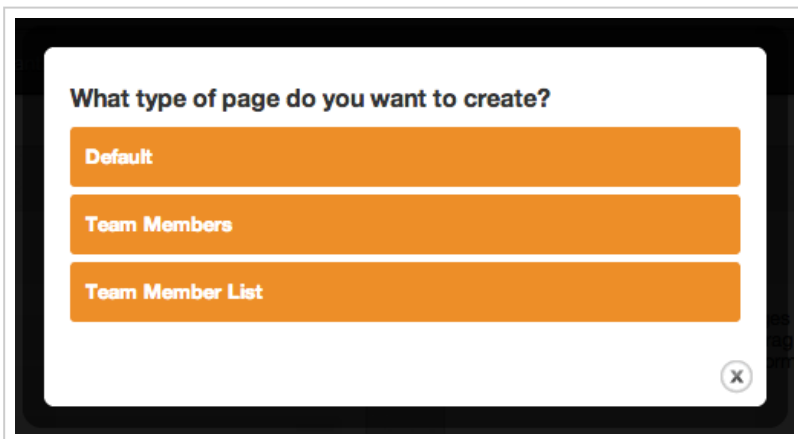 What type of page do you want to create?
Default
Team Members
Team Member List
x